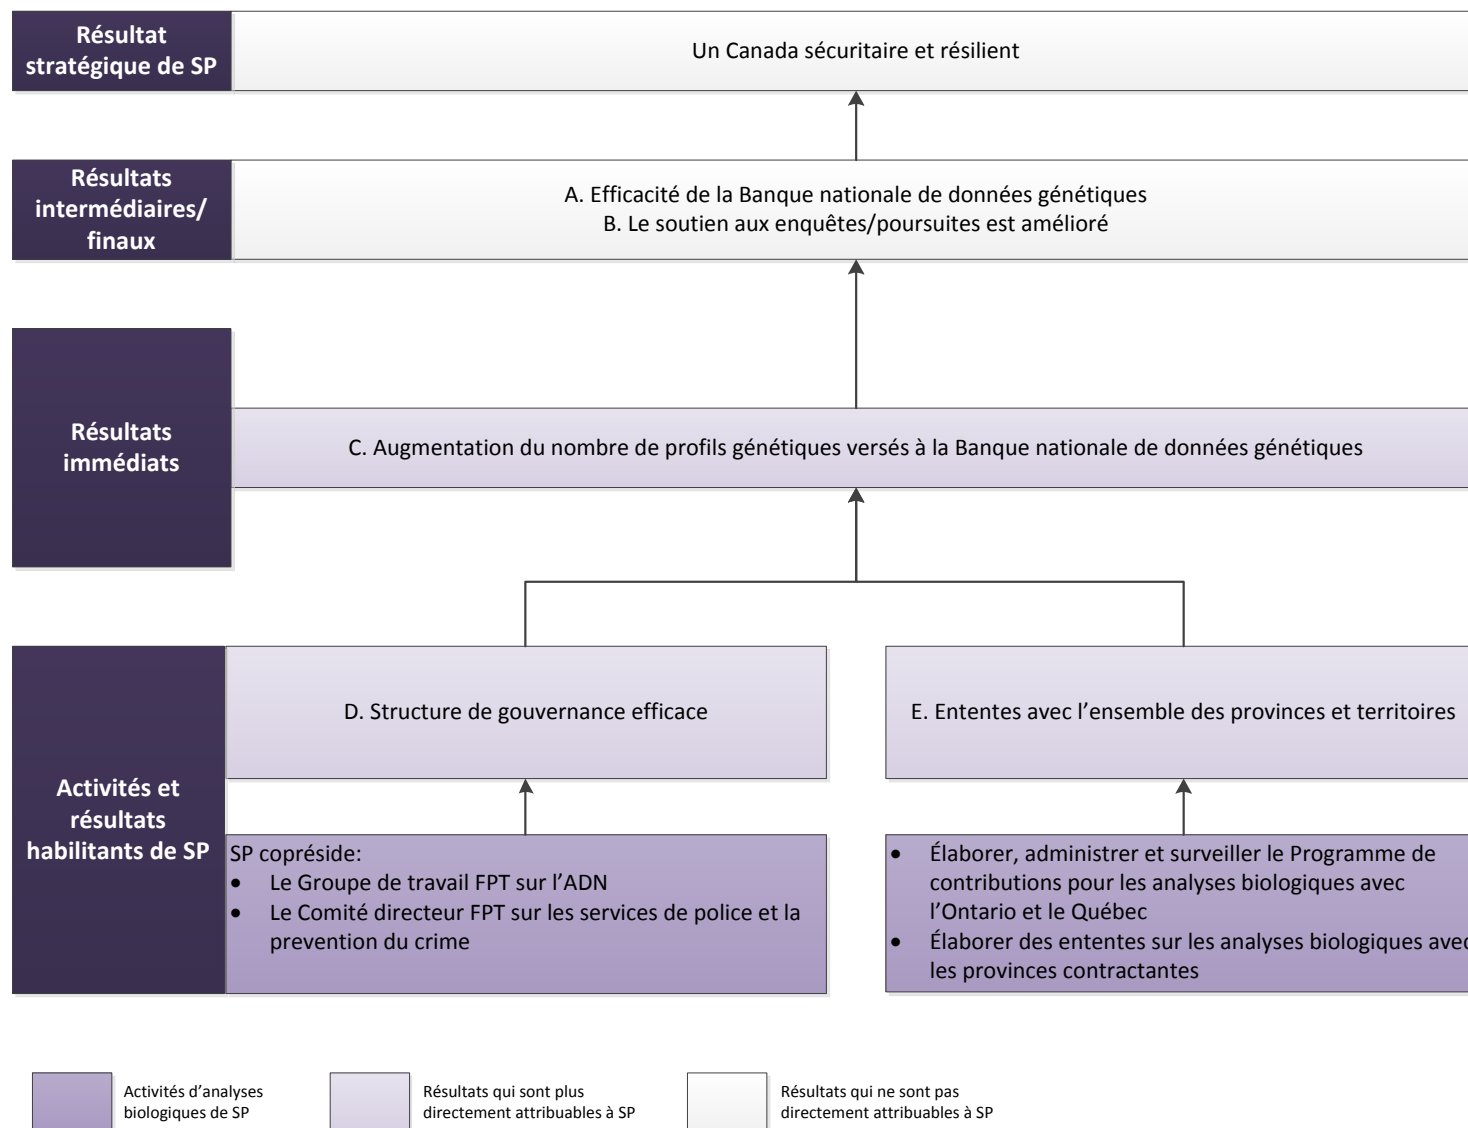 Résultat
stratégique de SP
Un Canada sécuritaire et résilient
Résultats
intermédiaires/
finaux
A. Efficacité de la Banque nationale de données génétiques
B. Le soutien aux enquêtes/poursuites est amélioré
Résultats
immédiats
C. Augmentation du nombre de profils génétiques versés à la Banque nationale de données génétiques
Activités et
résultats
habilitants de SP
D. Structure de gouvernance efficace
E. Ententes avec l’ensemble des provinces et territoires
SP copréside:
• Le Groupe de travail FPT sur l’ADN
• Le Comité directeur FPT sur les services de police et la
prevention du crime
• Élaborer, administrer et surveiller le Programme de
contributions pour les analyses biologiques avec
l’Ontario et le Québec
• Élaborer des ententes sur les analyses biologiques avec
les provinces contractantes
Activités d’analyses
biologiques de SP
Résultats qui sont plus
directement attribuables à SP
Résultats qui ne sont pas
directement attribuables à SP